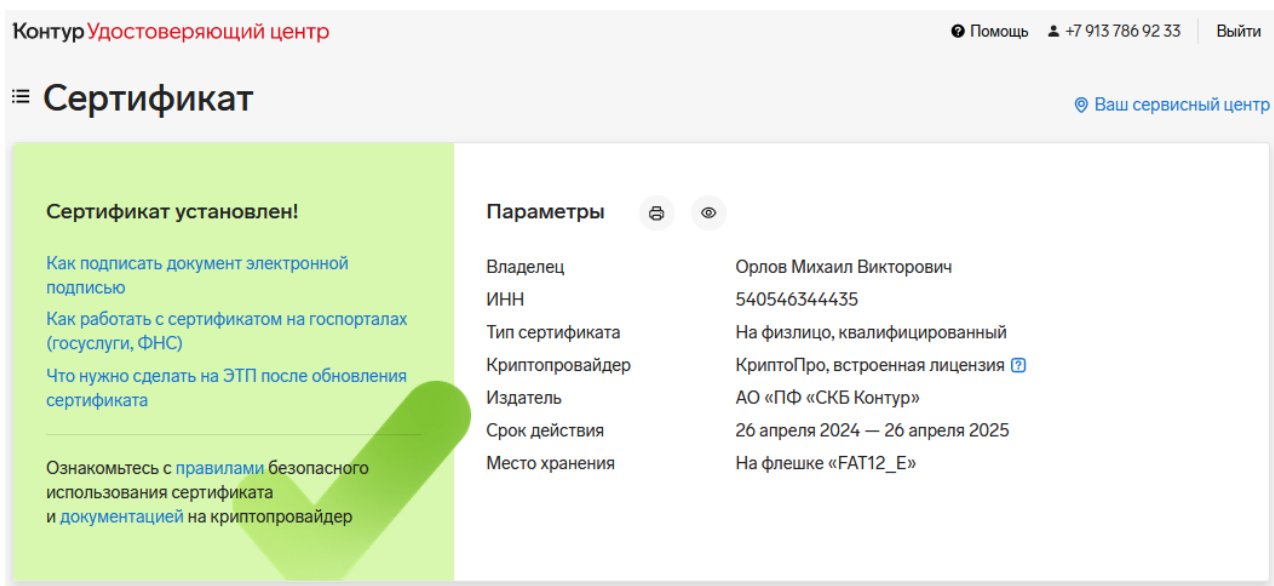 Контур Удостоверяющий центр
Помощь
+7 913 786 92 33
Выйти
Сертификат
Ваш сервисный центр
Сертификат установлен!
Как подписать документ электронной
подписью
Как работать с сертификатом на госпорталах
(госуслуги, ФНС)
Что нужно сделать на ЭТП после обновления
сертификата
Ознакомьтесь с правилами безопасного
использования сертификата
и документацией на криптопровайдер
Параметры
Владелец Орлов Михаил Викторович
ИНН 540546344435
Тип сертификата На физлицо, квалифицированный
Криптопровайдер КриптоПро, встроенная лицензия ?
Издатель АО «ПФ «СКБ Контур»
Срок действия 26 апреля 2024 — 26 апреля 2025
Место хранения На флешке «FAT12_E»